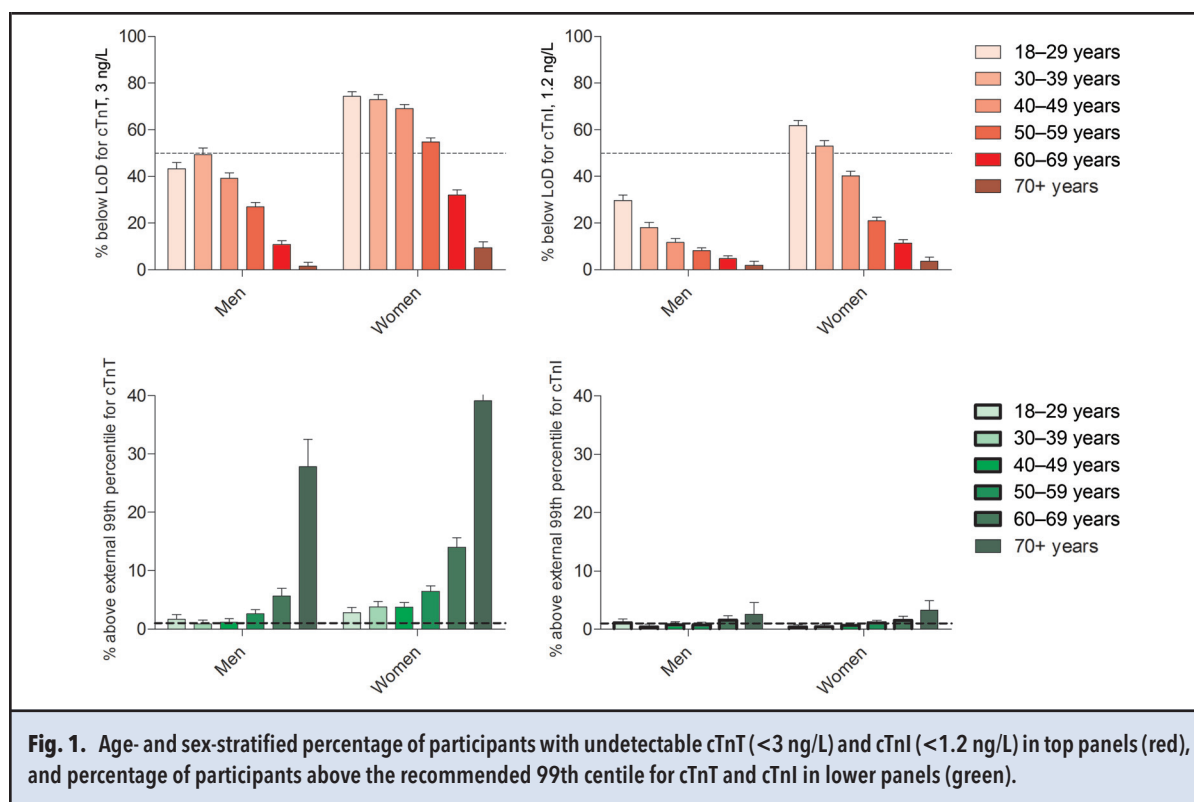 % below LoD for cTnT, 3 ng/L
100
80
60
40
20
0
Men
Women
% below LoD for cTnI, 1.2 ng/L
100
80
60
40
20
0
Men
Women
18–29 years
30–39 years
40–49 years
50–59 years
60–69 years
70+ years
% above external 99th percentile for cTnT
40
30
20
10
0
Men
Women
% above external 99th percentile for cTnI
40
30
20
10
0
Men
Women
18–29 years
30–39 years
40–49 years
50–59 years
60–69 years
70+ years
Fig. 1. Age- and sex-stratified percentage of participants with undetectable cTnT (<3 ng/L) and cTnI (<1.2 ng/L) in top panels (red),
and percentage of participants above the recommended 99th centile for cTnT and cTnI in lower panels (green).